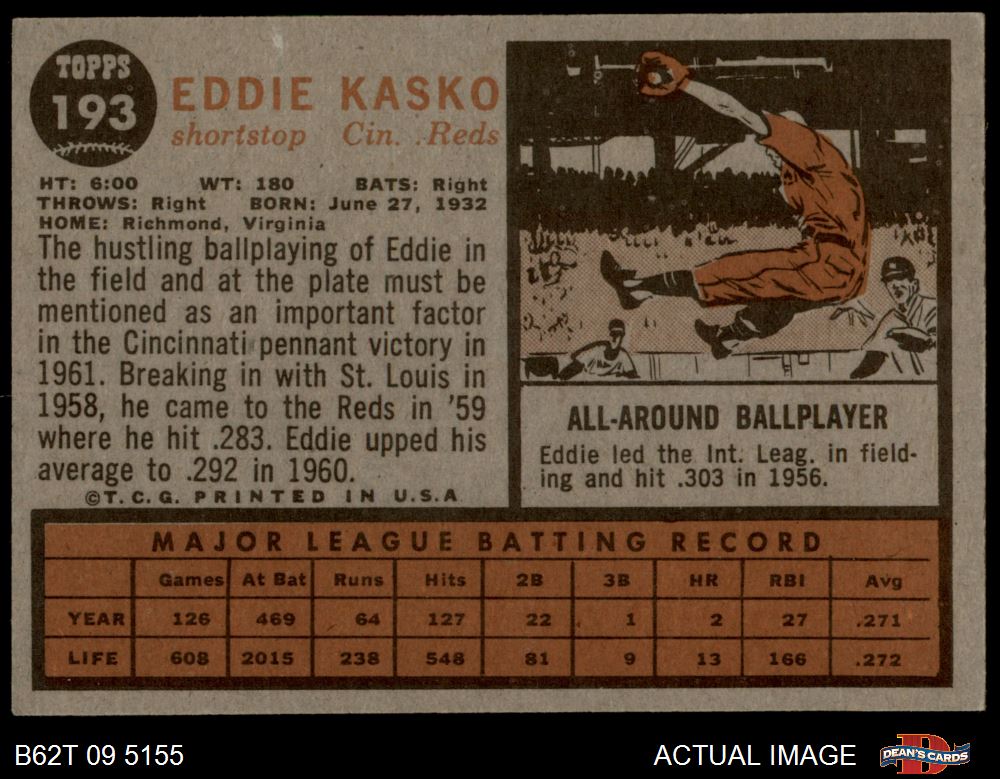 TOPPS
193
EDDIE KASKO
shortstop Cin. .Reds
HT: 6:00 WT: 180 BATS: Right
THROWS: Right BORN: June 27, 1932
HOME: Richmond, Virginia
The hustling ballplaying of Eddie in
the field and at the plate must be
mentioned as an important factor
in the Cincinnati pennant victory in
1961. Breaking in with St. Louis in
1958, he came to the Reds in '59
where he hit .283. Eddie upped his
average to .292 in 1960.
©T.C.G. PRINTED IN U.S.A
ALL-AROUND BALLPLAYER
Eddie led the Int. Leag. in field-
ing and hit .303 in 1956.
MAJOR LEAGUE BATTING RECORD
Games At Bat Runs Hits 2B 3B HR RBI Avg
YEAR 126 469 64 127 22 1 2 27 .271
LIFE 608 2015 238 548 81 9 13 166 .272
B62T 09 5155 ACTUAL IMAGE DEAN'S CARDS